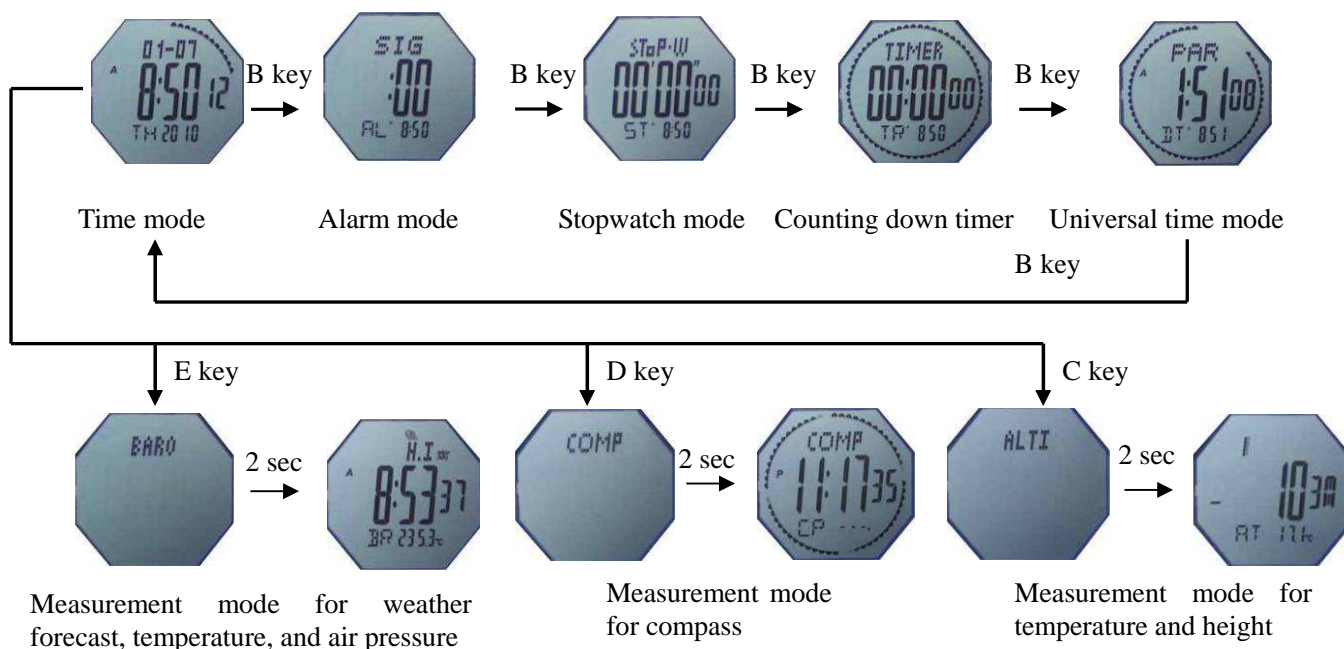 01-07
A
8:50 12
TH 2010
B key
SIG
:00
AL 8:50
B key
SToP·W
00'00"00
ST 8:50
B key
TIMER
00:00 00
TR 8:50
B key
PAR
A
1:51 08
DT 8:51
Time mode
Alarm mode
Stopwatch mode
Counting down timer
Universal time mode
B key
E key
D key
C key
BARO
2 sec
A
8:53 37
COMP
2 sec
COMP
P
11:17 35
CP ---
ALTI
2 sec
AT
Measurement mode for weather
forecast, temperature, and air pressure
Measurement mode
for compass
Measurement mode for
temperature and height